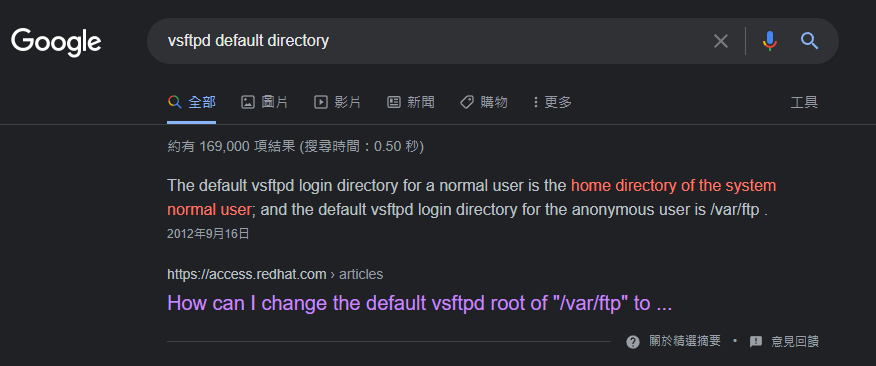 Google
vsftpd default directory
全部 圖片 影片 新聞 購物 更多 工具
約有 169,000 項結果 (搜尋時間：0.50 秒)
The default vsftpd login directory for a normal user is the home directory of the system
normal user; and the default vsftpd login directory for the anonymous user is /var/ftp .
2012年9月16日
https://access.redhat.com › articles
How can I change the default vsftpd root of "/var/ftp" to ...
關於精選摘要 • 意見回饋